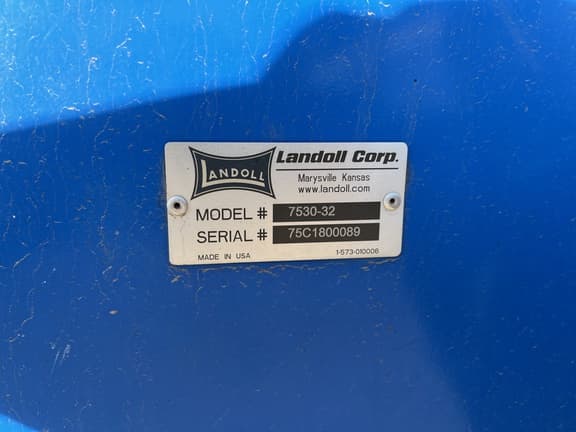 LANDOLL
Landoll Corp.
Marysville Kansas
www.landoll.com
MODEL # 7530-32
SERIAL # 75C1800089
MADE IN USA 1-573-010006